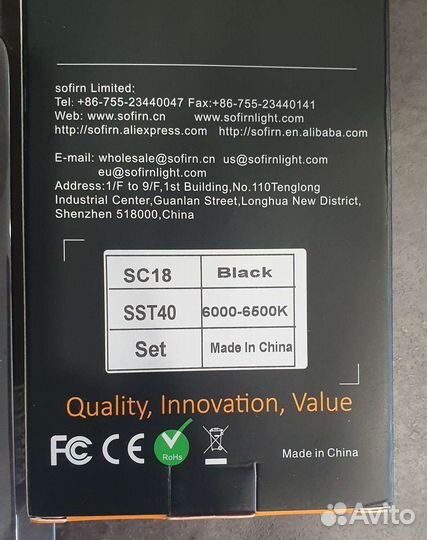 sofirn Limited:
Tel: +86-755-23440047 Fax:+86-755-23440141
Web: www.sofirn.cn www.sofirnlight.com
http://sofirn.aliexpress.com http://sofirn.en.alibaba.com
E-mail: wholesale@sofirn.cn us@sofirnlight.com
eu@sofirnlight.com
Address:1/F to 9/F,1st Building,No.110Tenglong
Industrial Center,Guanlan Street,Longhua New District,
Shenzhen 518000,China
SC18 Black
SST40 6000-6500K
Set Made In China
Quality, Innovation, Value
FC CE RoHs
Made in China
Avito